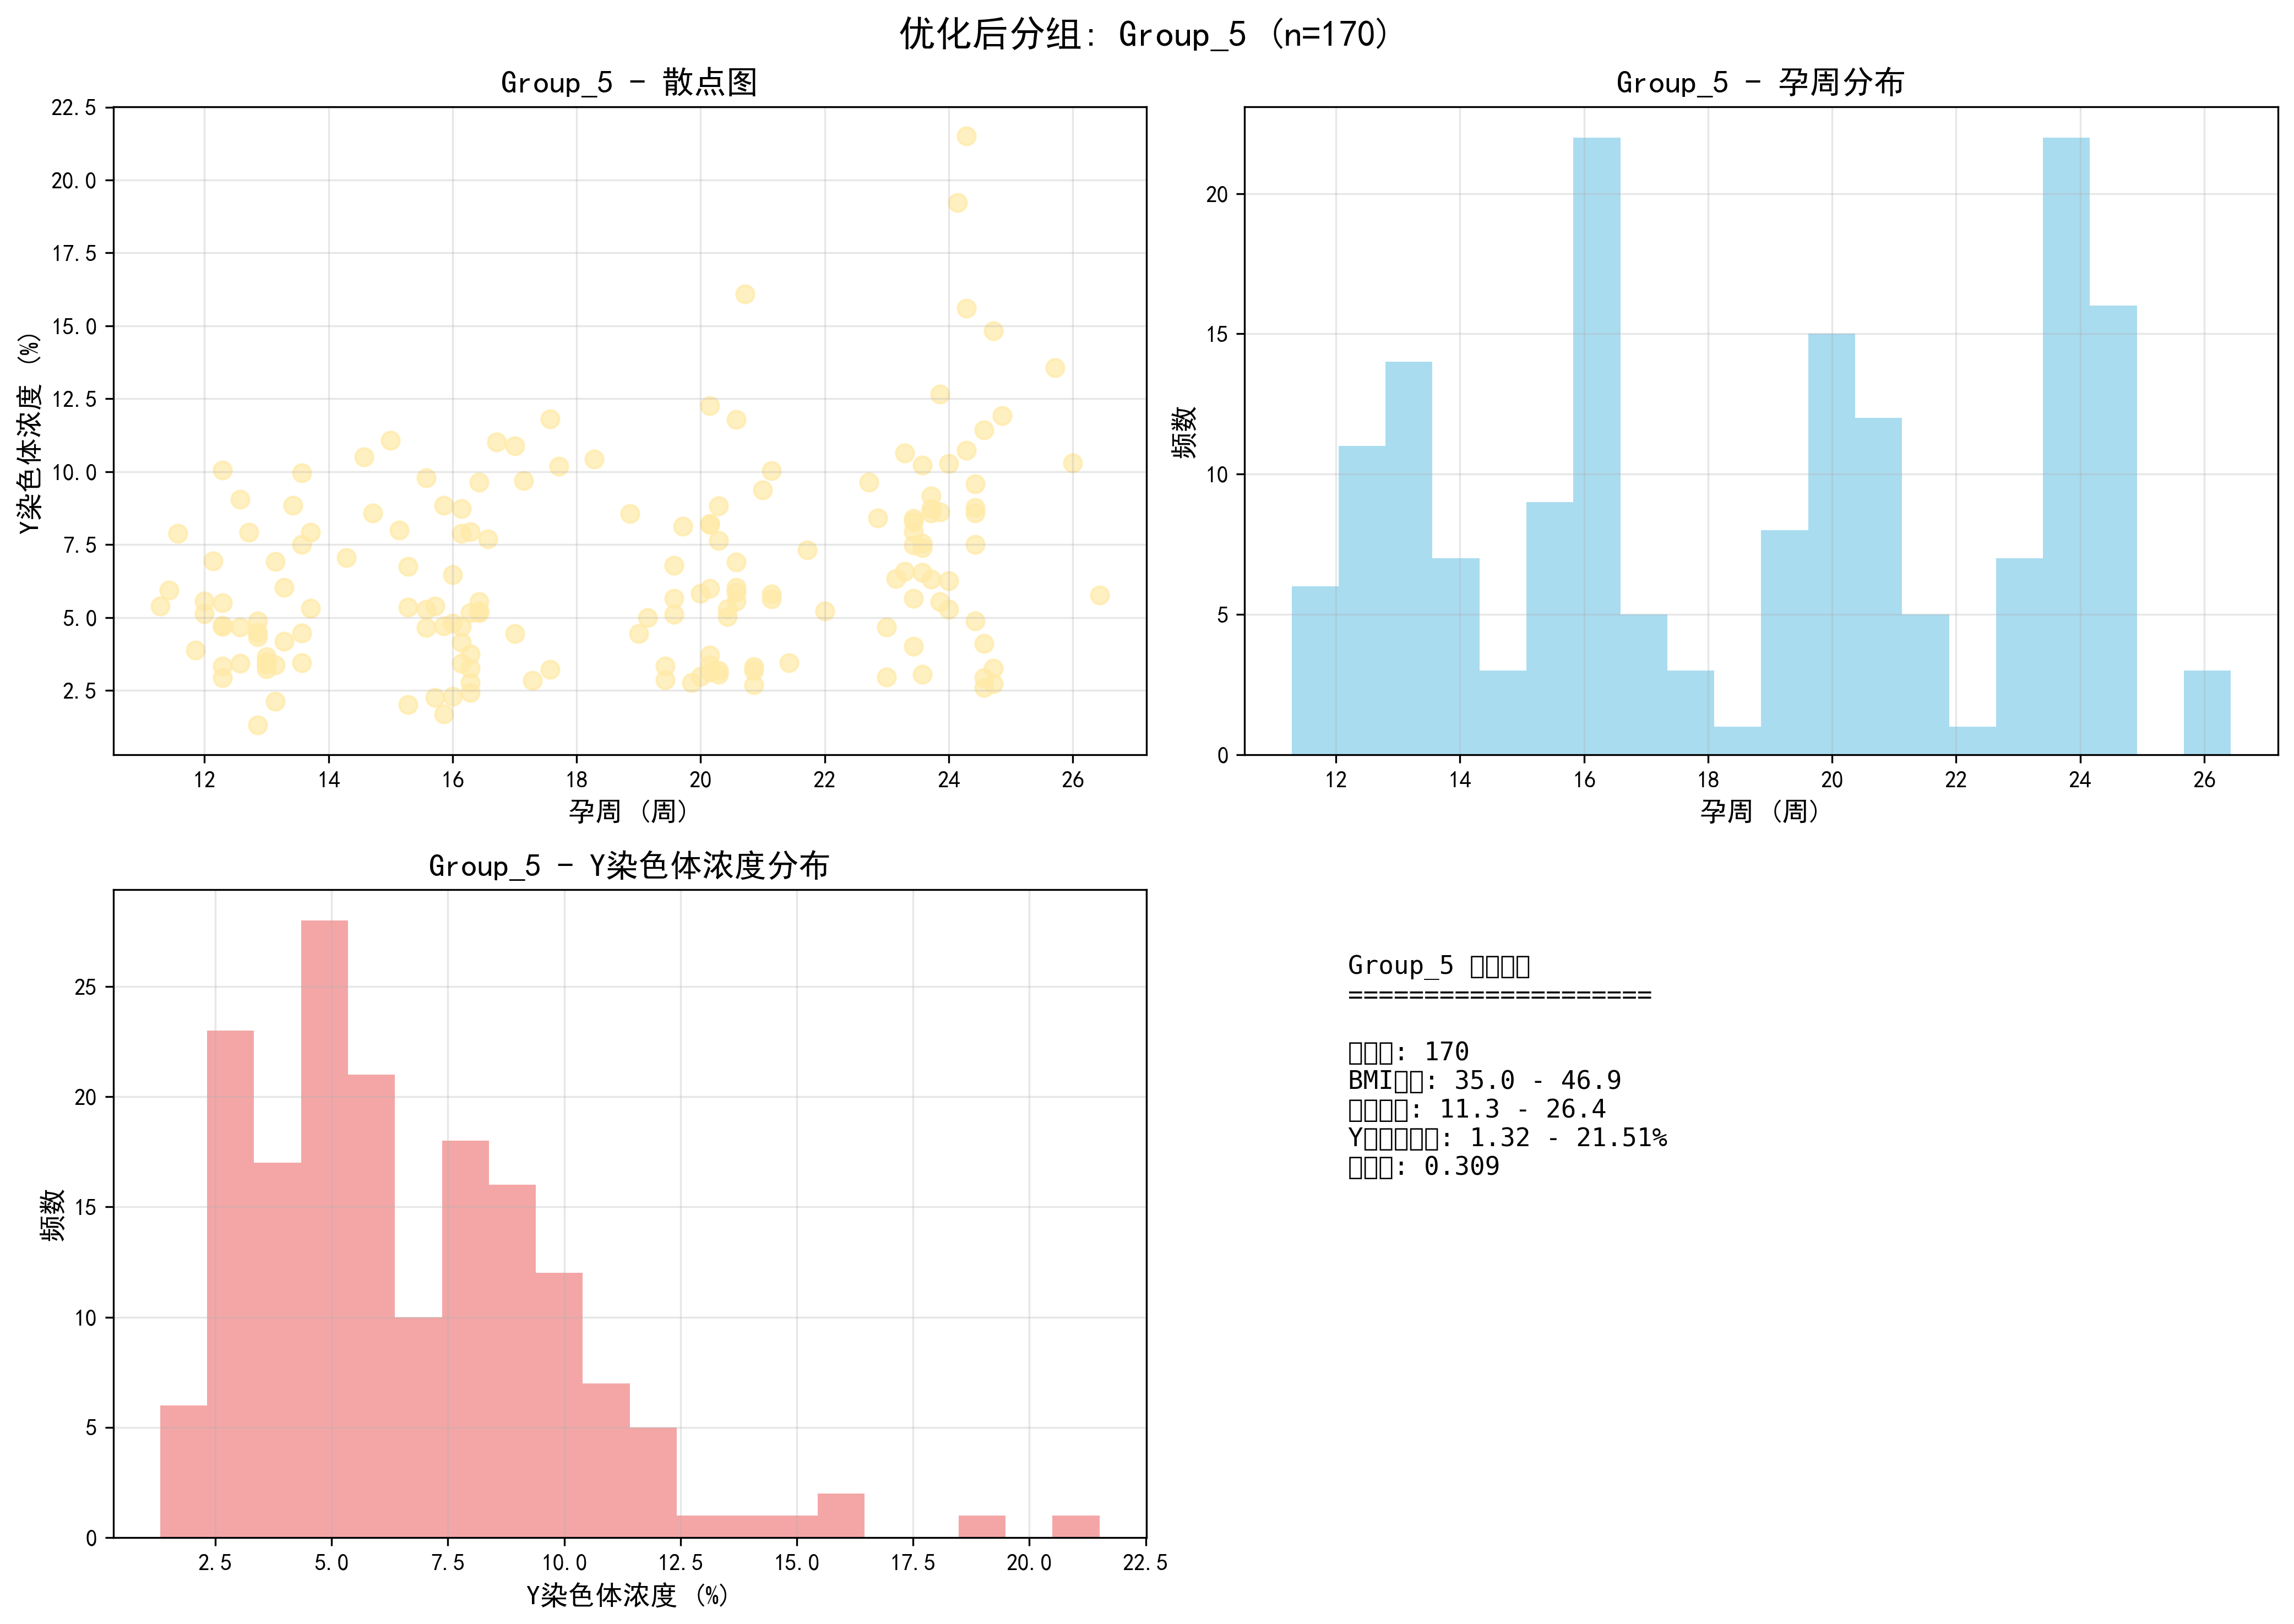 优化后分组: Group_5 (n=170)
Group_5 - 散点图
22.5
20.0
17.5
15.0
12.5
10.0
7.5
5.0
2.5
Y染色体浓度 (%)
12 14 16 18 20 22 24 26
孕周 (周)
Group_5 - 孕周分布
20
15
10
5
0
频数
12 14 16 18 20 22 24 26
孕周 (周)
Group_5 - Y染色体浓度分布
25
20
15
10
5
0
频数
2.5 5.0 7.5 10.0 12.5 15.0 17.5 20.0 22.5
Y染色体浓度 (%)
Group_5
====================
: 170
BMI: 35.0 - 46.9
: 11.3 - 26.4
Y: 1.32 - 21.51%
: 0.309